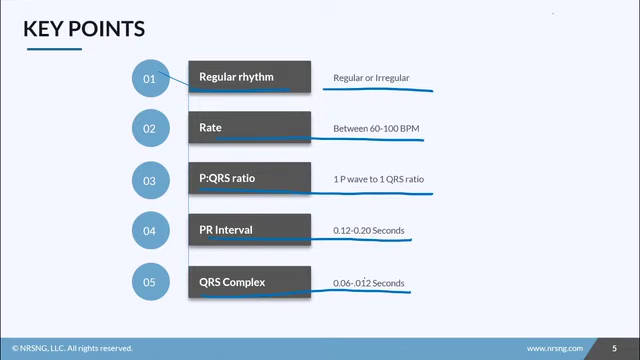 KEY POINTS
01 Regular rhythm Regular or Irregular
02 Rate Between 60-100 BPM
03 P:QRS ratio 1 P wave to 1 QRS ratio
04 PR Interval 0.12-0.20 Seconds
05 QRS Complex 0.06-.012 Seconds
© NRSNG, LLC. All rights reserved. www.nrsng.com 5